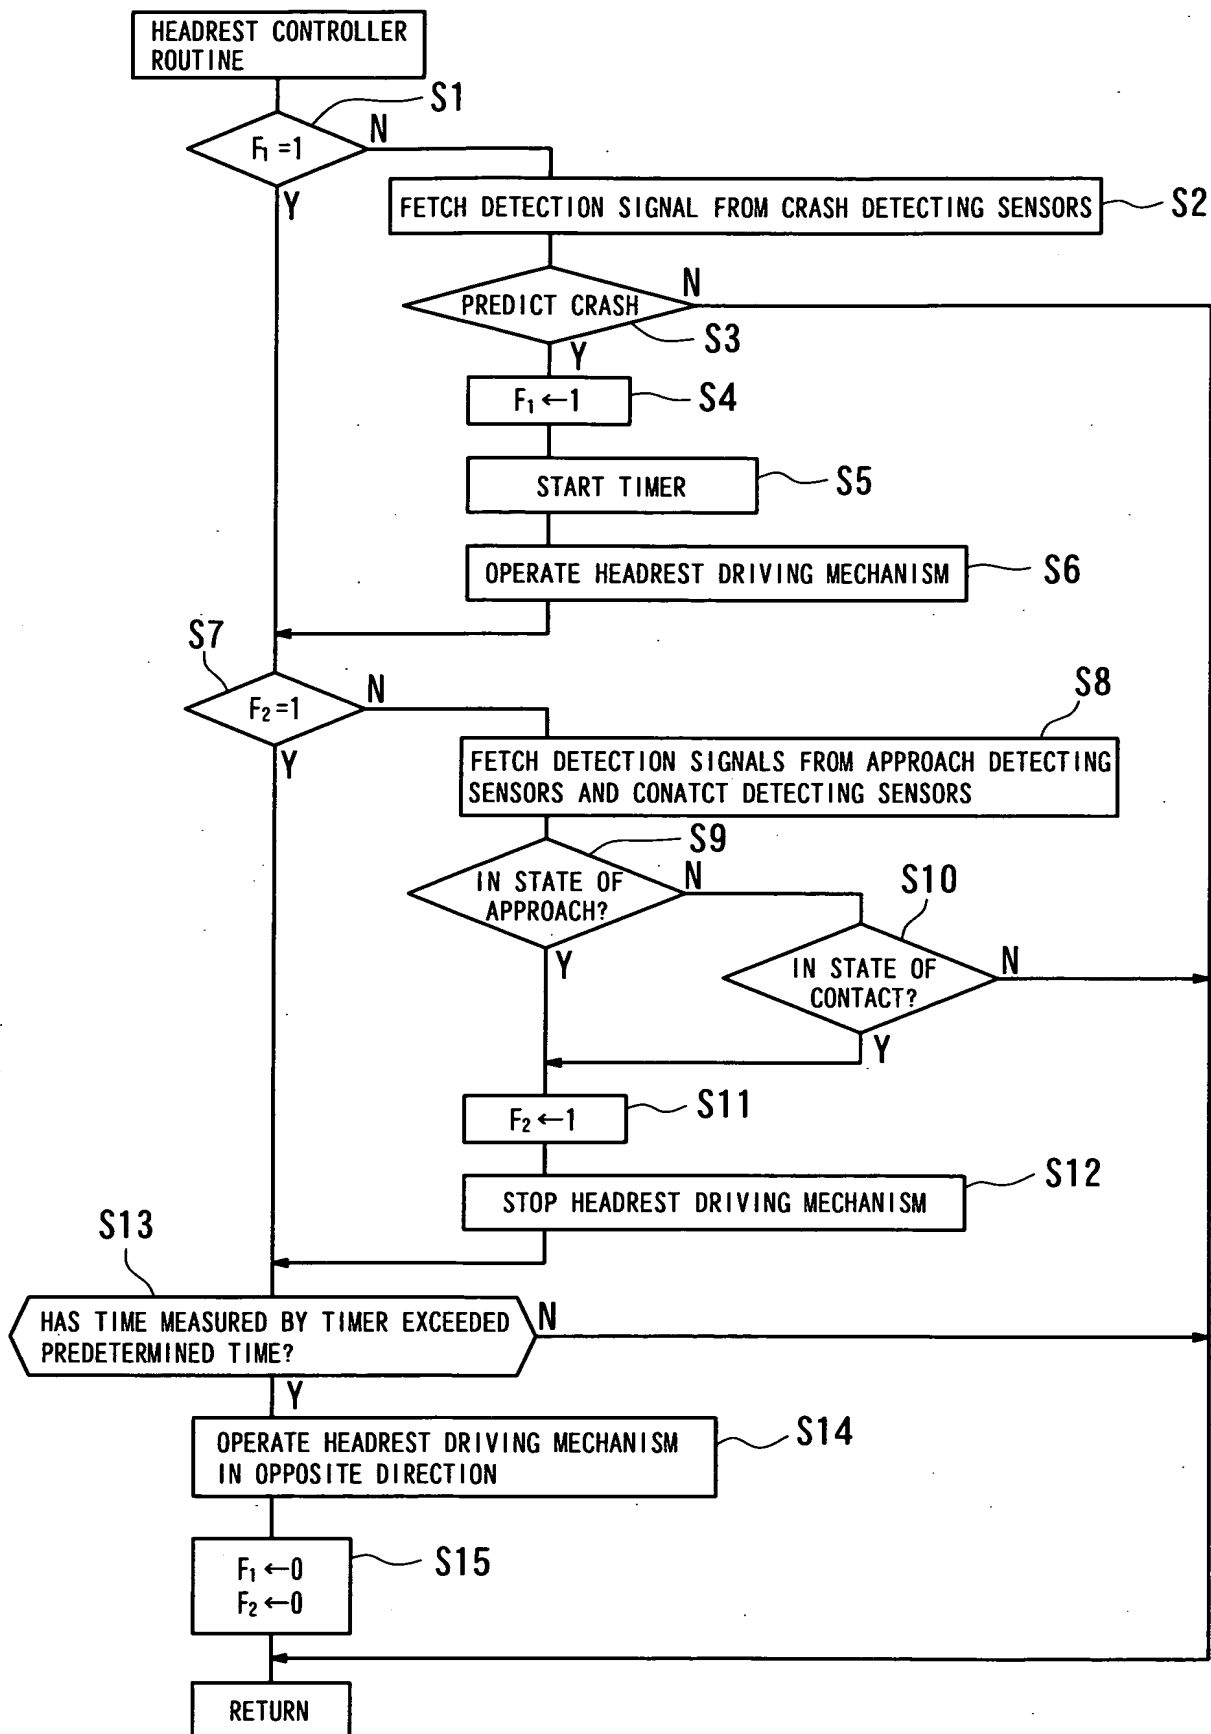 HEADREST CONTROLLER
ROUTINE
S1
F₁=1
N
Y
FETCH DETECTION SIGNAL FROM CRASH DETECTING SENSORS
S2
PREDICT CRASH
N
S3
Y
F₁←1
S4
START TIMER
S5
OPERATE HEADREST DRIVING MECHANISM
S6
S7
F₂=1
N
Y
S8
FETCH DETECTION SIGNALS FROM APPROACH DETECTING
SENSORS AND CONATCT DETECTING SENSORS
S9
IN STATE OF
APPROACH?
N
Y
S10
IN STATE OF
CONTACT?
N
Y
F₂←1
S11
STOP HEADREST DRIVING MECHANISM
S12
S13
HAS TIME MEASURED BY TIMER EXCEEDED
PREDETERMINED TIME?
N
Y
OPERATE HEADREST DRIVING MECHANISM
IN OPPOSITE DIRECTION
S14
F₁←0
F₂←0
S15
RETURN